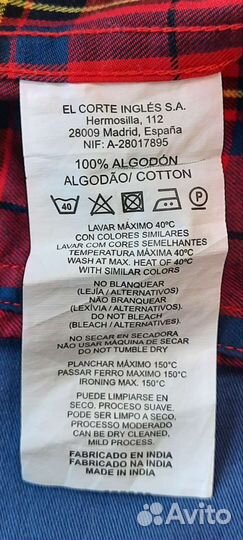 EL CORTE INGLÉS S.A.
Hermosilla, 112
28009 Madrid, España
NIF: A-28017895
100% ALGODÓN
ALGODÃO/ COTTON
40
P
LAVAR MÁXIMO 40ºC
CON COLORES SIMILARES
LAVAR COM CORES SEMELHANTES
TEMPERATURA MÁXIMA 40ºC
WASH AT MAX. HEAT OF 40ºC
WITH SIMILAR COLORS
NO BLANQUEAR
(LEJÍA / ALTERNATIVOS)
NÃO BRANQUEAR
(LEXÍVIA / ALTERNATIVOS)
DO NOT BLEACH
(BLEACH / ALTERNATIVES)
NO SECAR EN SECADORA
NÃO USAR MÁQUINA DE SECAR
DO NOT TUMBLE DRY
PLANCHAR MÁXIMO 150ºC
PASSAR FERRO MAXIMO 150ºC
IRONING MAX. 150ºC
PUEDE LIMPIARSE EN
SECO, PROCESO SUAVE.
PODE SER LIMPO A SECO,
PROCESSO MODERADO
CAN BE DRY CLEANED,
MILD PROCESS.
FABRICADO EN INDIA
FABRICADO NA INDIA
MADE IN INDIA
Avito